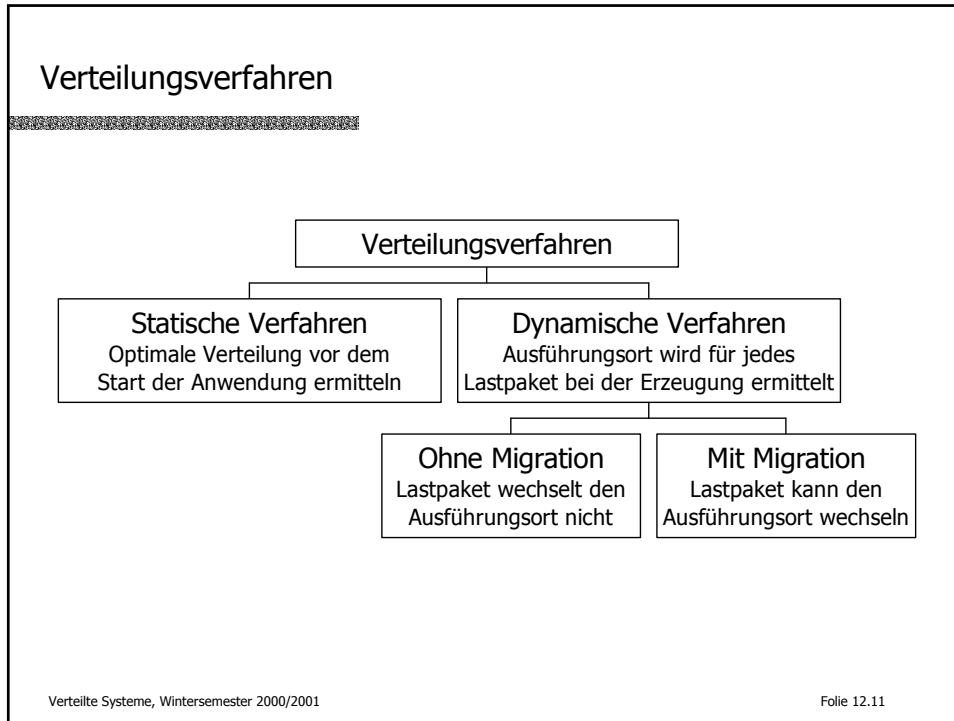 Verteilungsverfahren
Verteilungsverfahren
Statische Verfahren
Optimale Verteilung vor dem
Start der Anwendung ermitteln
Dynamische Verfahren
Ausführungsort wird für jedes
Lastpaket bei der Erzeugung ermittelt
Ohne Migration
Lastpaket wechselt den
Ausführungsort nicht
Mit Migration
Lastpaket kann den
Ausführungsort wechseln
Verteilte Systeme, Wintersemester 2000/2001
Folie 12.11